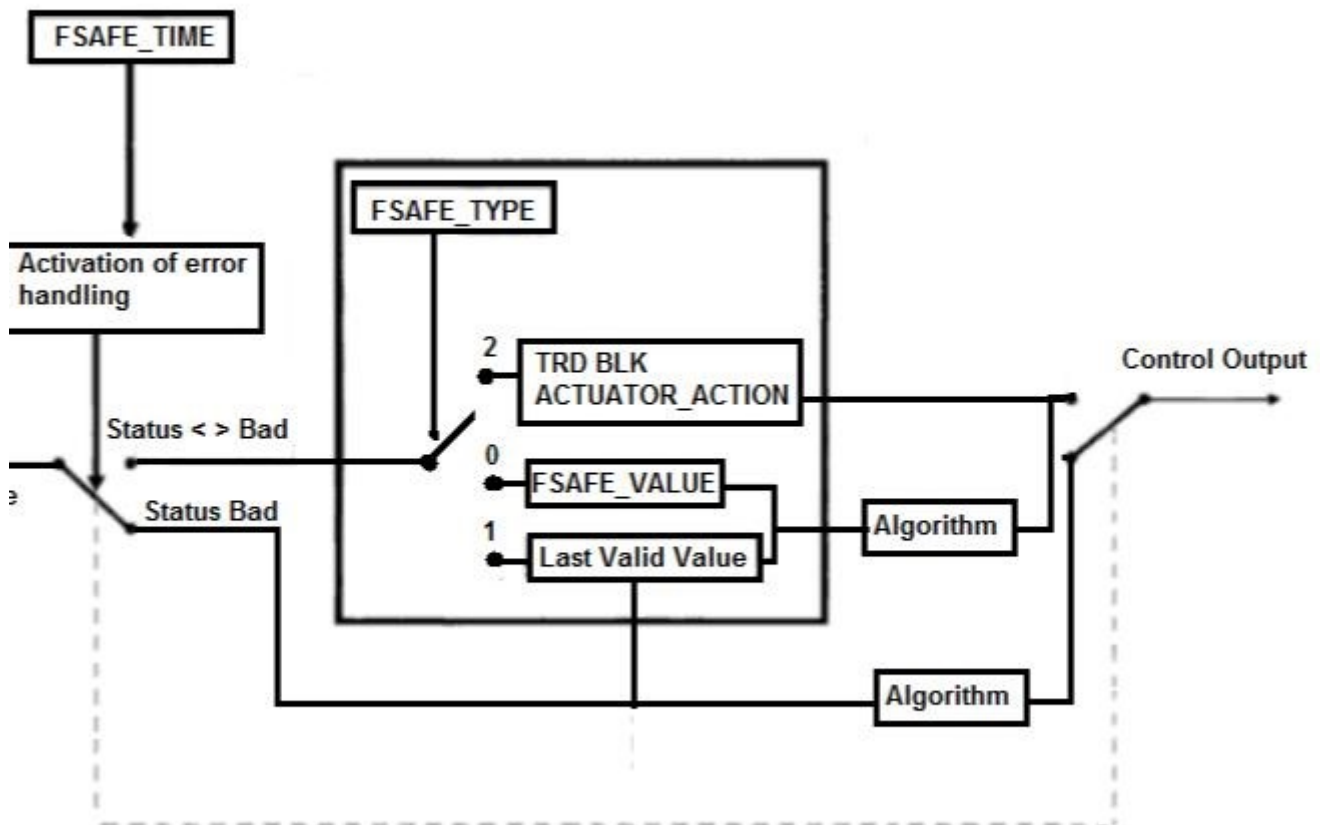 FSAFE_TIME
Activation of error
handling
FSAFE_TYPE
2
TRD BLK
ACTUATOR_ACTION
Control Output
Status < > Bad
0
FSAFE_VALUE
e
Status Bad
Algorithm
1
Last Valid Value
Algorithm